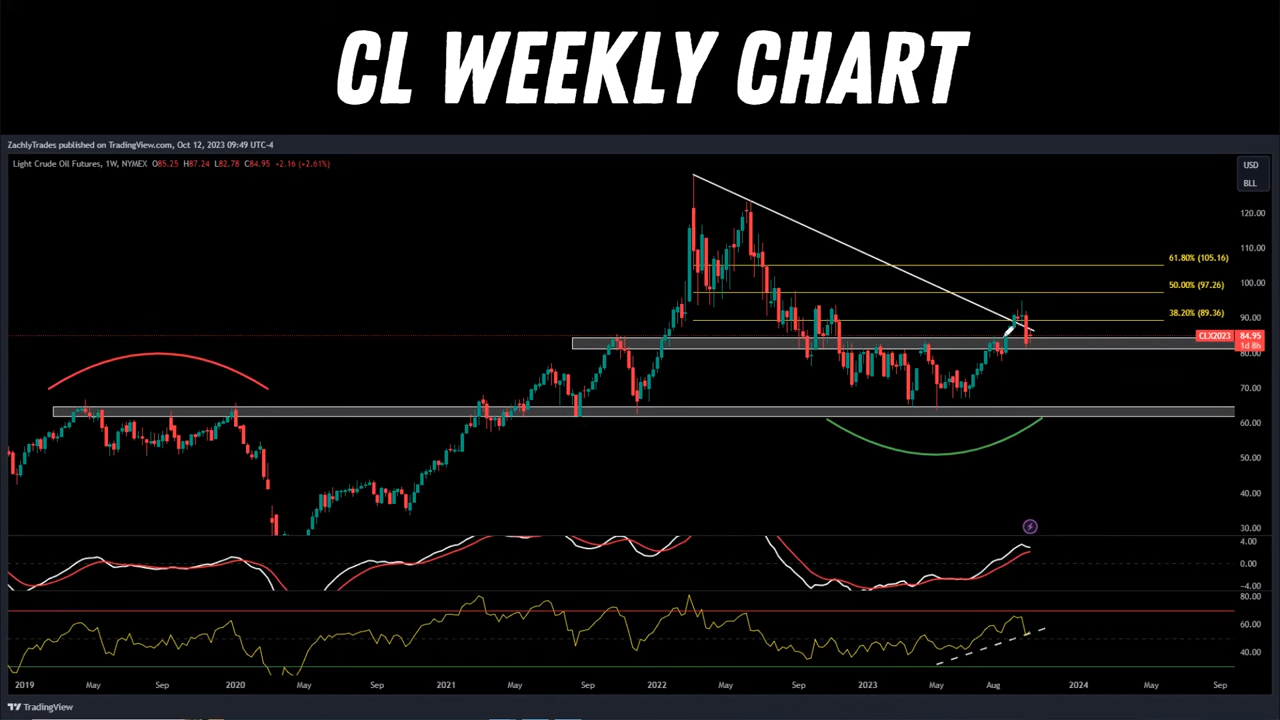 CL WEEKLY CHART
ZachlyTrades published on TradingView.com, Oct 12, 2023 09:49 UTC-4
Light Crude Oil Futures, 1W, NYMEX O85.25 H87.24 L82.78 C84.95 +2.16 (+2.61%)
USD
BLL
120.00
110.00
61.80% (105.16)
100.00
50.00% (97.26)
90.00
38.20% (89.36)
CLX2023 84.95
1d 8h
80.00
70.00
60.00
50.00
40.00
30.00
4.00
0.00
-4.00
80.00
60.00
40.00
2019 May Sep 2020 May Sep 2021 May Sep 2022 May Sep 2023 May Aug 2024 May Sep
TradingView